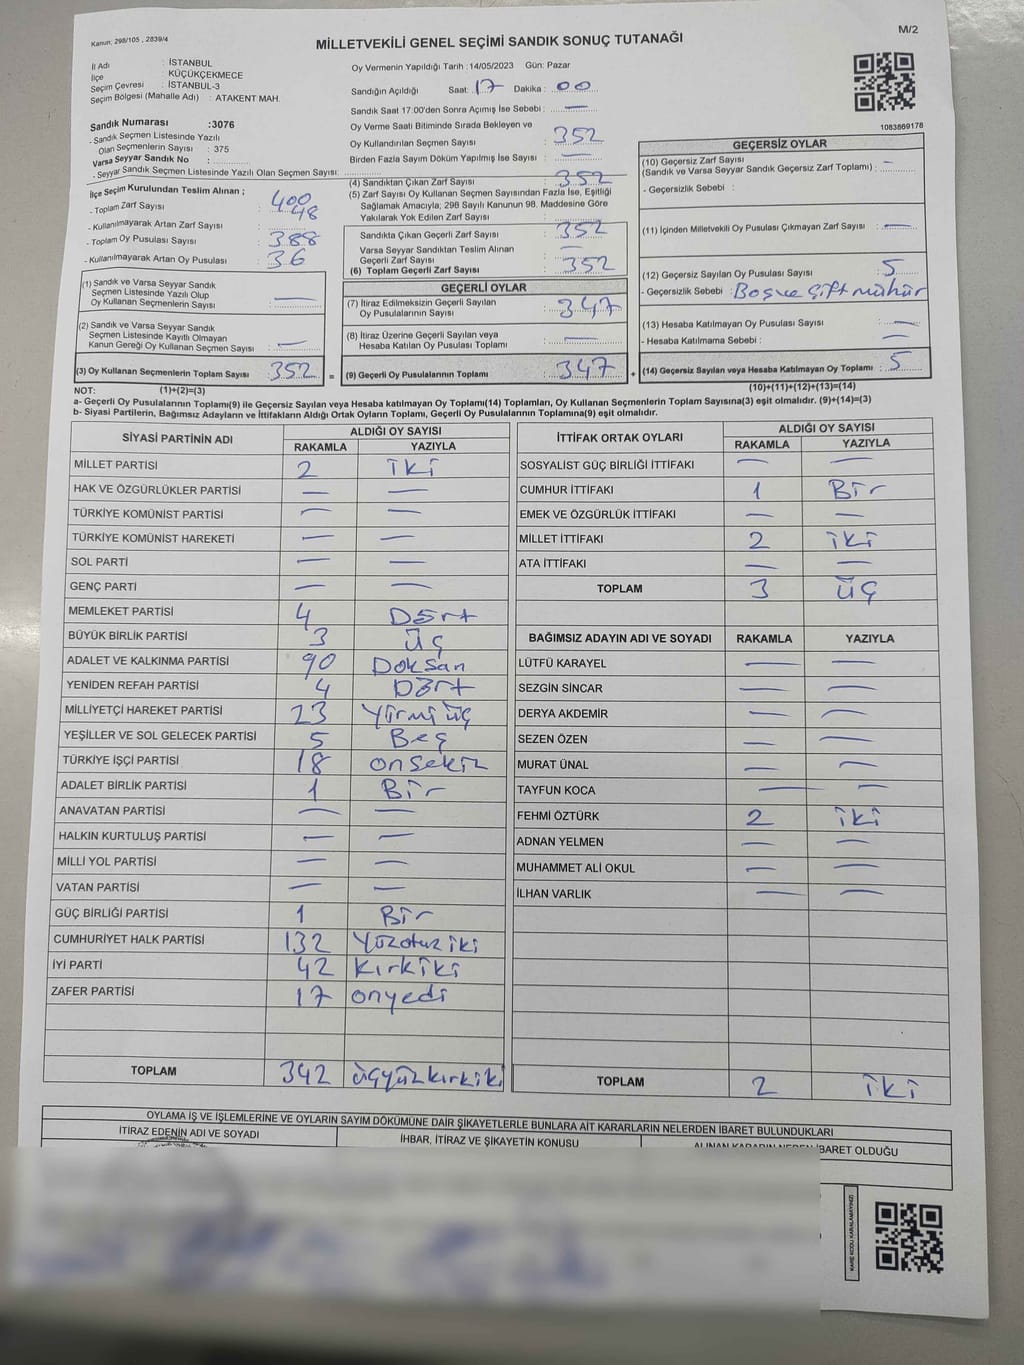 Kanun, 298/105 , 2839/4
M/2
MİLLETVEKİLİ GENEL SEÇİMİ SANDIK SONUÇ TUTANAĞI
İl Adı : İSTANBUL
İlçe : KÜÇÜKÇEKMECE
Seçim Çevresi : İSTANBUL-3
Seçim Bölgesi (Mahalle Adı) : ATAKENT MAH.
Sandık Numarası :3076
- Sandık Seçmen Listesinde Yazılı
Olan Seçmenlerin Sayısı : 375
Varsa Seyyar Sandık No :
- Seyyar Sandık Seçmen Listesinde Yazılı Olan Seçmen Sayısı:
İlçe Seçim Kurulundan Teslim Alınan ;
- Toplam Zarf Sayısı : 400
- Kullanılmayarak Artan Zarf Sayısı : 48
- Toplam Oy Pusulası Sayısı : 388
- Kullanılmayarak Artan Oy Pusulası : 36
(1) Sandık ve Varsa Seyyar Sandık
Seçmen Listesinde Yazılı Olup
Oy Kullanan Seçmenlerin Sayısı : —
(2) Sandık ve Varsa Seyyar Sandık
Seçmen Listesinde Kayıtlı Olmayan
Kanun Gereği Oy Kullanan Seçmen Sayısı : —
(3) Oy Kullanan Seçmenlerin Toplam Sayısı : 352 =
Oy Vermenin Yapıldığı Tarih :14/05/2023 Gün: Pazar
Sandığın Açıldığı Saat: 17 Dakika : 00
Sandık Saat 17:00'den Sonra Açımış İse Sebebi : —
Oy Verme Saati Bitiminde Sırada Bekleyen ve
Oy Kullandırılan Seçmen Sayısı : 352
Birden Fazla Sayım Döküm Yapılmış İse Sayısı : —
(4) Sandıktan Çıkan Zarf Sayısı : 352
(5) Zarf Sayısı Oy Kullanan Seçmen Sayısından Fazla İse, Eşitliği
Sağlamak Amacıyla; 298 Sayılı Kanunun 98. Maddesine Göre
Yakılarak Yok Edilen Zarf Sayısı :
Sandıkta Çıkan Geçerli Zarf Sayısı : 352
Varsa Seyyar Sandıktan Teslim Alınan
Geçerli Zarf Sayısı : —
(6) Toplam Geçerli Zarf Sayısı : 352
GEÇERLİ OYLAR
(7) İtiraz Edilmeksizin Geçerli Sayılan
Oy Pusulalarının Sayısı : 347
(8) İtiraz Üzerine Geçerli Sayılan veya
Hesaba Katılan Oy Pusulası Toplamı : —
(9) Geçerli Oy Pusulalarının Toplamı : 347 +
1083869178
GEÇERSİZ OYLAR
(10) Geçersiz Zarf Sayısı
(Sandık ve Varsa Seyyar Sandık Geçersiz Zarf Toplamı) : —
- Geçersizlik Sebebi :
(11) İçinden Milletvekili Oy Pusulası Çıkmayan Zarf Sayısı : —
(12) Geçersiz Sayılan Oy Pusulası Sayısı : 5
- Geçersizlik Sebebi : Boşve Çift mühür
(13) Hesaba Katılmayan Oy Pusulası Sayısı : —
- Hesaba Katılmama Sebebi : —
(14) Geçersiz Sayılan veya Hesaba Katılmayan Oy Toplamı : 5
NOT: (1)+(2)=(3) (10)+(11)+(12)+(13)=(14)
a- Geçerli Oy Pusulalarının Toplamı(9) ile Geçersiz Sayılan veya Hesaba katılmayan Oy Toplamı(14) Toplamları, Oy Kullanan Seçmenlerin Toplam Sayısına(3) eşit olmalıdır. (9)+(14)=(3)
b- Siyasi Partilerin, Bağımsız Adayların ve İttifakların Aldığı Ortak Oyların Toplamı, Geçerli Oy Pusulalarının Toplamına(9) eşit olmalıdır.
SİYASİ PARTİNİN ADI ALDIĞI OY SAYISI
RAKAMLA YAZIYLA
MİLLET PARTİSİ 2 iki
HAK VE ÖZGÜRLÜKLER PARTİSİ — —
TÜRKİYE KOMÜNİST PARTİSİ — —
TÜRKİYE KOMÜNİST HAREKETİ — —
SOL PARTİ — —
GENÇ PARTİ — —
MEMLEKET PARTİSİ 4 Dört
BÜYÜK BİRLİK PARTİSİ 3 üç
ADALET VE KALKINMA PARTİSİ 90 Doksan
YENİDEN REFAH PARTİSİ 4 Dört
MİLLİYETÇİ HAREKET PARTİSİ 23 Yirmi üç
YEŞİLLER VE SOL GELECEK PARTİSİ 5 Beş
TÜRKİYE İŞÇİ PARTİSİ 18 onsekiz
ADALET BİRLİK PARTİSİ 1 Bir
ANAVATAN PARTİSİ — —
HALKIN KURTULUŞ PARTİSİ — —
MİLLİ YOL PARTİSİ — —
VATAN PARTİSİ — —
GÜÇ BİRLİĞİ PARTİSİ 1 Bir
CUMHURİYET HALK PARTİSİ 132 Yüzotuz iki
İYİ PARTİ 42 kırkiki
ZAFER PARTİSİ 17 onyedi
TOPLAM 342 üçyüzkırkiki
İTTİFAK ORTAK OYLARI ALDIĞI OY SAYISI
RAKAMLA YAZIYLA
SOSYALİST GÜÇ BİRLİĞİ İTTİFAKI — —
CUMHUR İTTİFAKI 1 Bir
EMEK VE ÖZGÜRLÜK İTTİFAKI — —
MİLLET İTTİFAKI 2 iki
ATA İTTİFAKI — —
TOPLAM 3 üç
BAĞIMSIZ ADAYIN ADI VE SOYADI RAKAMLA YAZIYLA
LÜTFÜ KARAYEL — —
SEZGİN SİNCAR — —
DERYA AKDEMİR — —
SEZEN ÖZEN — —
MURAT ÜNAL — —
TAYFUN KOCA — —
FEHMİ ÖZTÜRK 2 iki
ADNAN YELMEN — —
MUHAMMET ALİ OKUL — —
İLHAN VARLIK — —
TOPLAM 2 iki
OYLAMA İŞ VE İŞLEMLERİNE VE OYLARIN SAYIM DÖKÜMÜNE DAİR ŞİKAYETLERLE BUNLARA AİT KARARLARIN NELERDEN İBARET BULUNDUKLARI
İTİRAZ EDENİN ADI VE SOYADI İHBAR, İTİRAZ VE ŞİKAYETİN KONUSU ALINAN KARARIN NEDEN İBARET OLDUĞU
KARE KODU KARALAMAYINIZ!